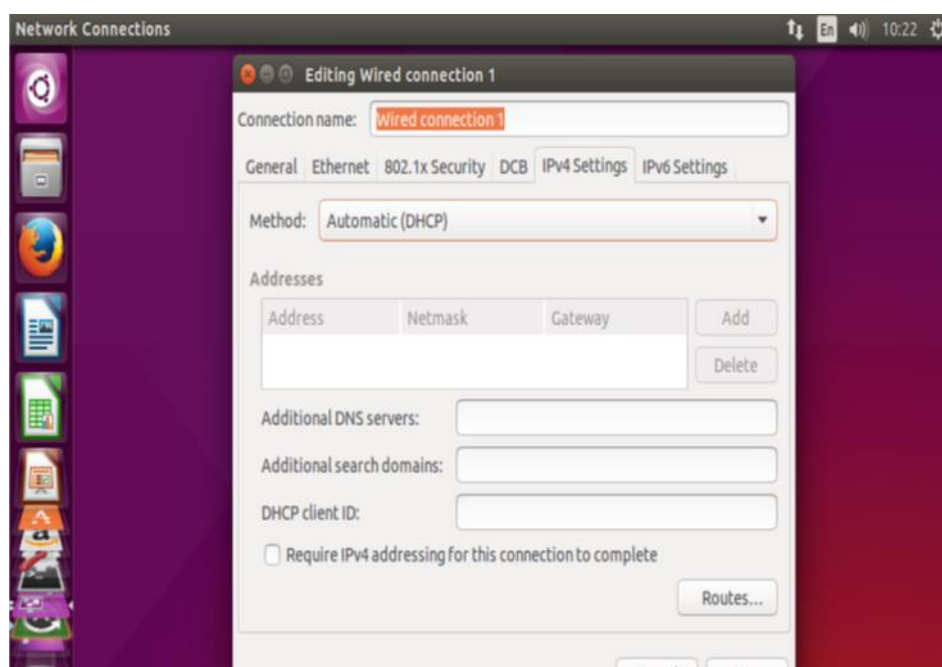 Network Connections En 10:22
Editing Wired connection 1
Connection name: Wired connection 1
General Ethernet 802.1x Security DCB IPv4 Settings IPv6 Settings
Method: Automatic (DHCP)
Addresses
Address Netmask Gateway Add
Delete
Additional DNS servers:
Additional search domains:
DHCP client ID:
Require IPv4 addressing for this connection to complete
Routes...